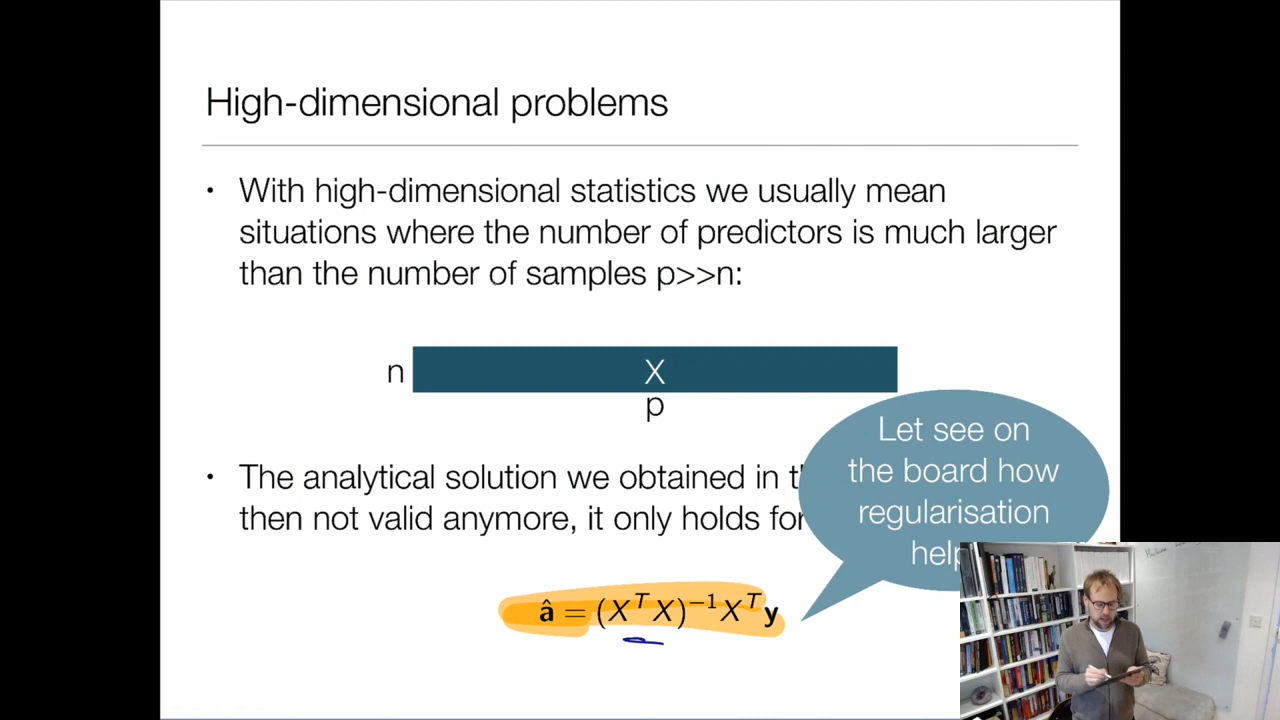 High-dimensional problems
• With high-dimensional statistics we usually mean
situations where the number of predictors is much larger
than the number of samples p>>n:
n
X
p
• The analytical solution we obtained in
then not valid anymore, it only holds for
Let see on
the board how
regularisation
â = (XᵀX)⁻¹Xᵀy